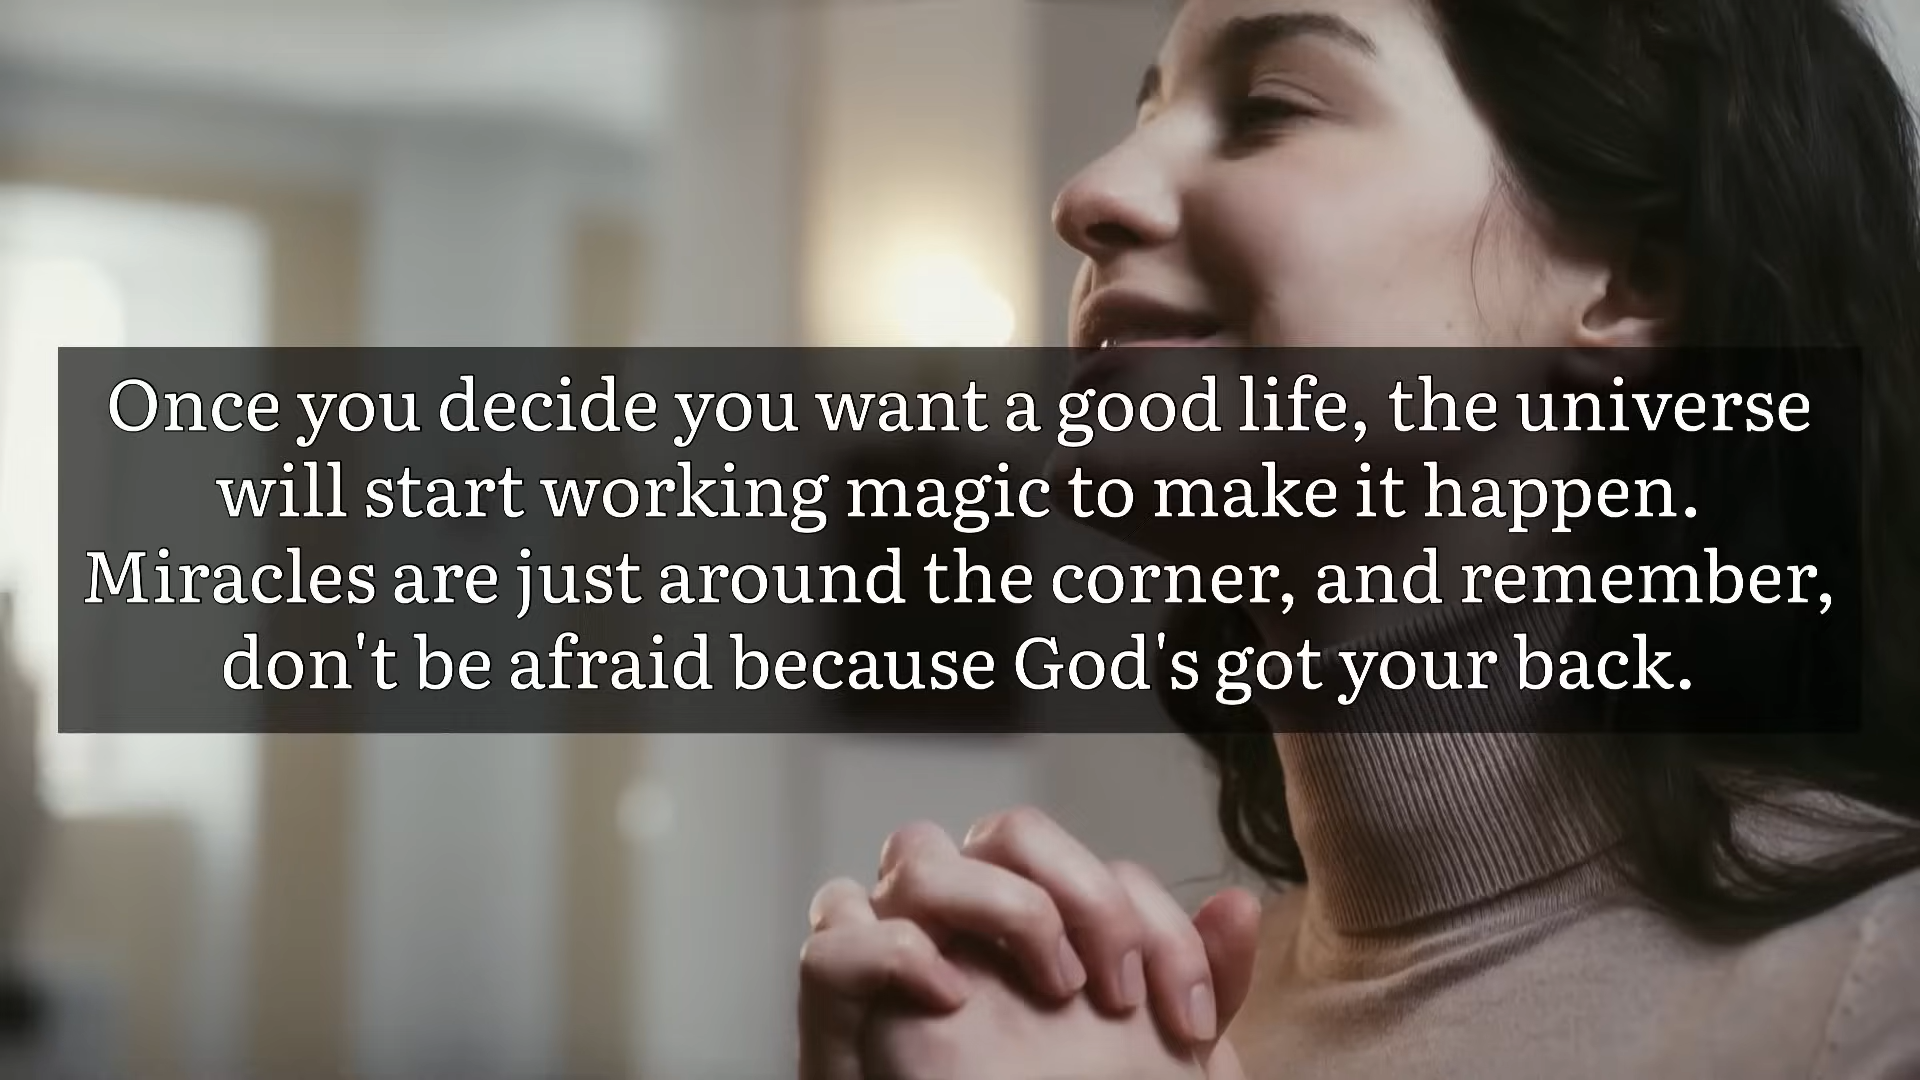 Once you decide you want a good life, the universe
will start working magic to make it happen.
Miracles are just around the corner, and remember,
don't be afraid because God's got your back.